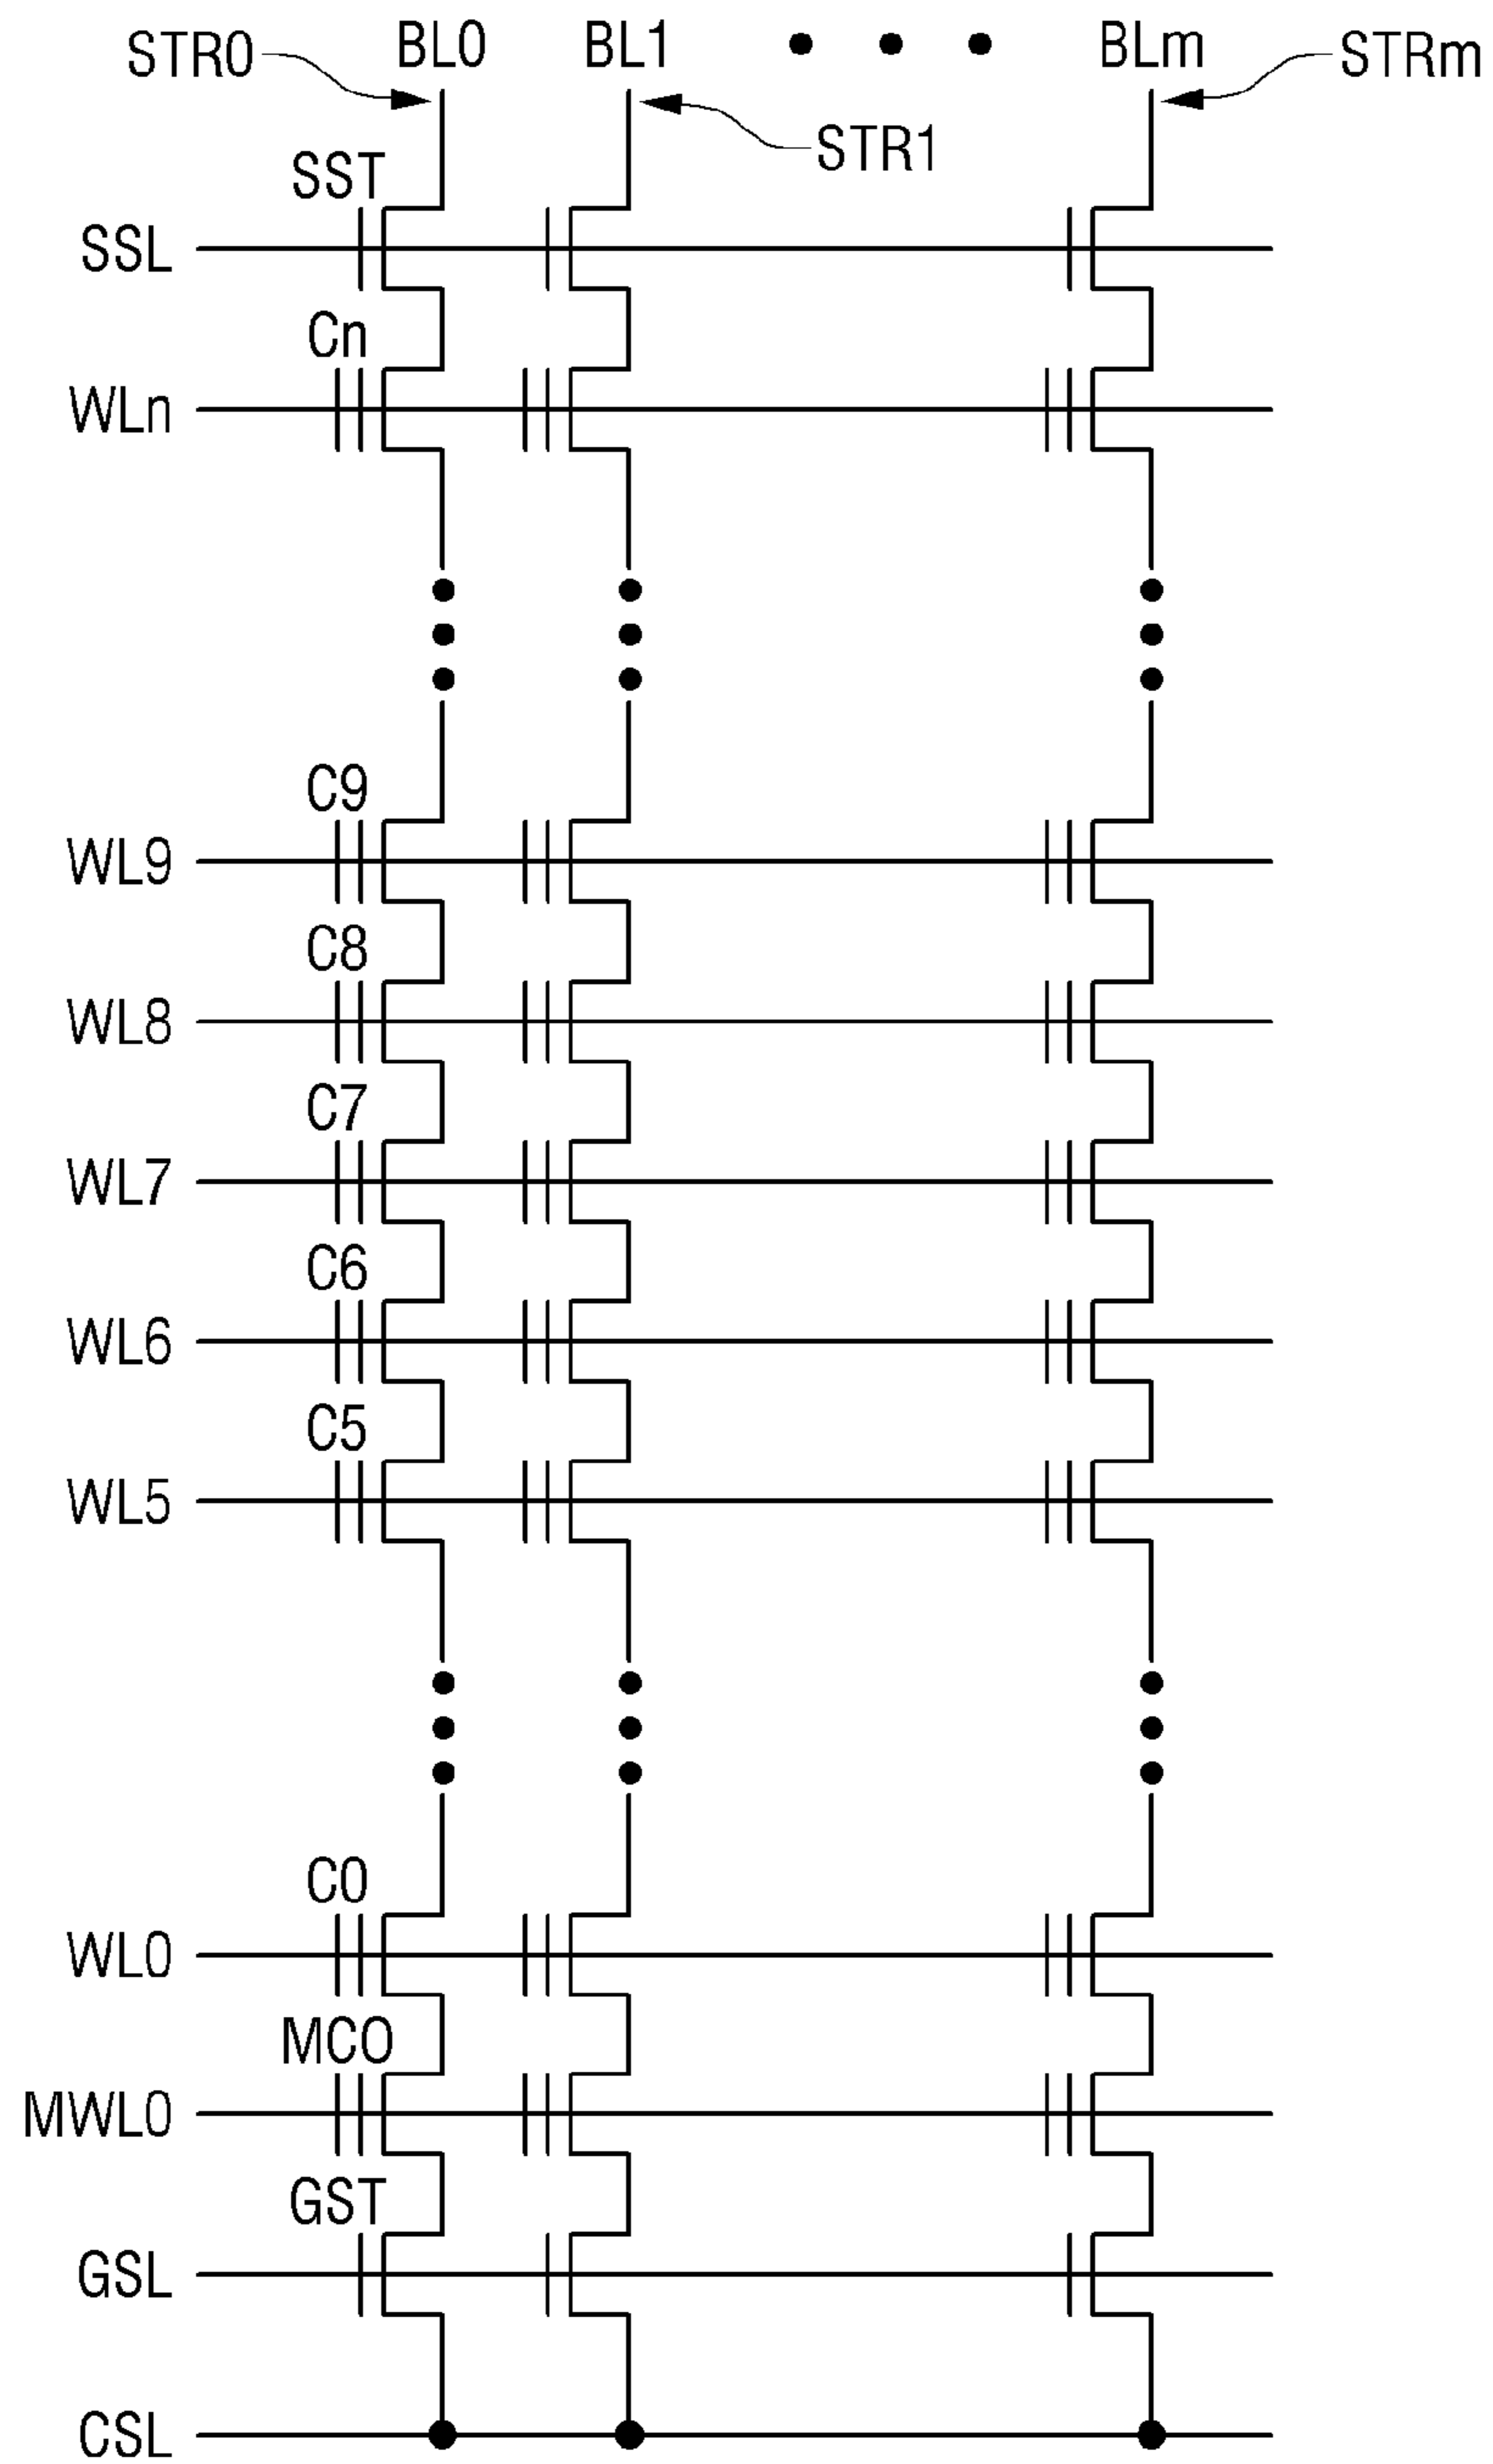 STR0 BL0 BL1 BLm STRm
STR1
SST
SSL
Cn
WLn
C9
WL9
C8
WL8
C7
WL7
C6
WL6
C5
WL5
C0
WL0
MCO
MWL0
GST
GSL
CSL